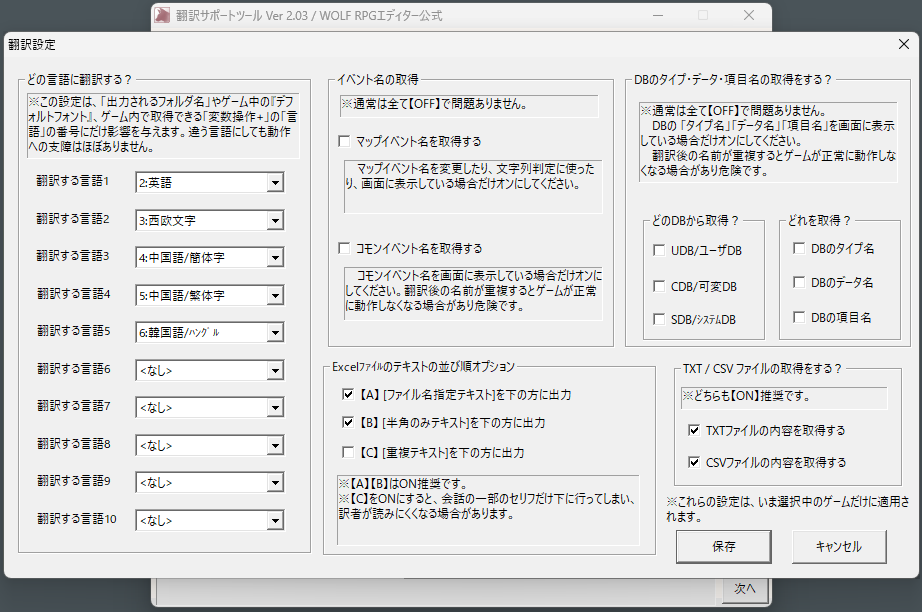 翻訳サポートツール Ver 2.03 / WOLF RPGエディター公式
翻訳設定
どの言語に翻訳する？
※この設定は、「出力されるフォルダ名」やゲーム中の『デフ
ォルトフォント』、ゲーム内で取得できる「変数操作+」の「言
語」の番号にだけ影響を与えます。違う言語にしても動作
への支障はほぼありません。
翻訳する言語1
2:英語
翻訳する言語2
3:西欧文字
翻訳する言語3
4:中国語/簡体字
翻訳する言語4
5:中国語/繁体字
翻訳する言語5
6:韓国語/ﾊﾝｸﾞﾙ
翻訳する言語6
<なし>
翻訳する言語7
<なし>
翻訳する言語8
<なし>
翻訳する言語9
<なし>
翻訳する言語10
<なし>
イベント名の取得
※通常は全て【OFF】で問題ありません。
マップイベント名を取得する
マップイベント名を変更したり、文字列判定に使った
り、画面に表示している場合だけオンにしてください。
コモンイベント名を取得する
コモンイベント名を画面に表示している場合だけオンに
してください。翻訳後の名前が重複するとゲームが正常
に動作しなくなる場合があり危険です。
Excelﾌｧｲﾙのテキストの並び順オプション
【A】 [ファイル名指定テキスト]を下の方に出力
【B】 [半角のみテキスト]を下の方に出力
【C】 [重複テキスト]を下の方に出力
※【A】【B】はON推奨です。
※【C】をONにすると、会話の一部のセリフだけ下に行ってしまい、
訳者が読みにくくなる場合があります。
DBのタイプ・データ・項目名の取得をする？
※通常は全て【OFF】で問題ありません。
DBの「タイプ名」「データ名」「項目名」を画面に表示
している場合だけオンにしてください。
翻訳後の名前が重複するとゲームが正常に動作しな
くなる場合があり危険です。
どのDBから取得？
UDB/ユーザDB
CDB/可変DB
SDB/ｼｽﾃﾑDB
どれを取得？
DBのタイプ名
DBのデータ名
DBの項目名
TXT / CSV ファイルの取得をする？
※どちらも【ON】推奨です。
TXTファイルの内容を取得する
CSVファイルの内容を取得する
※これらの設定は、いま選択中のゲームだけに適用さ
れます。
保存
キャンセル
次へ